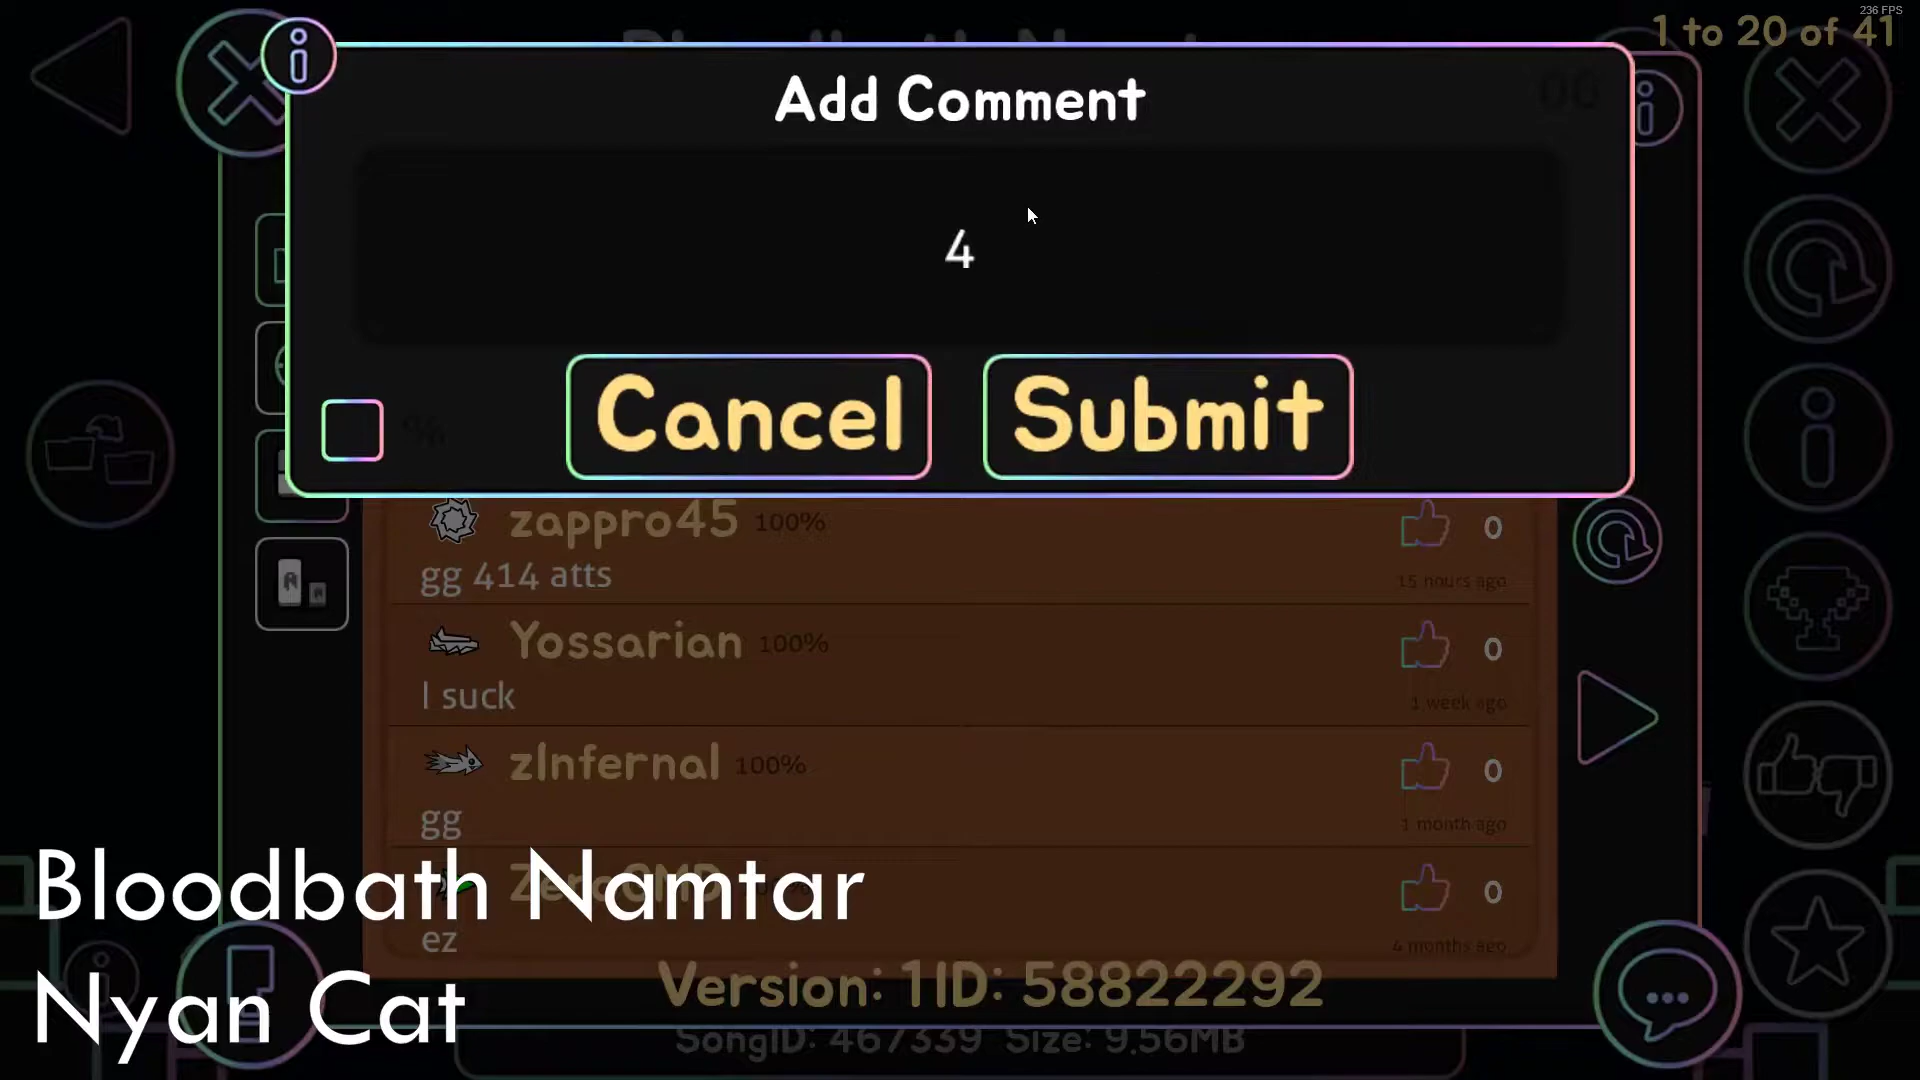 236 FPS
1 to 20 of 41
Add Comment
4
%
Cancel
Submit
zappro45 100%
0
gg 414 atts
15 hours ago
Yossarian 100%
0
I suck
1 week ago
zInfernal 100%
0
gg
1 month ago
ZeroGMD
0
ez
4 months ago
Bloodbath Namtar
Nyan Cat
Version: 1 ID: 58822292
SongID: 467339 Size: 9.56MB